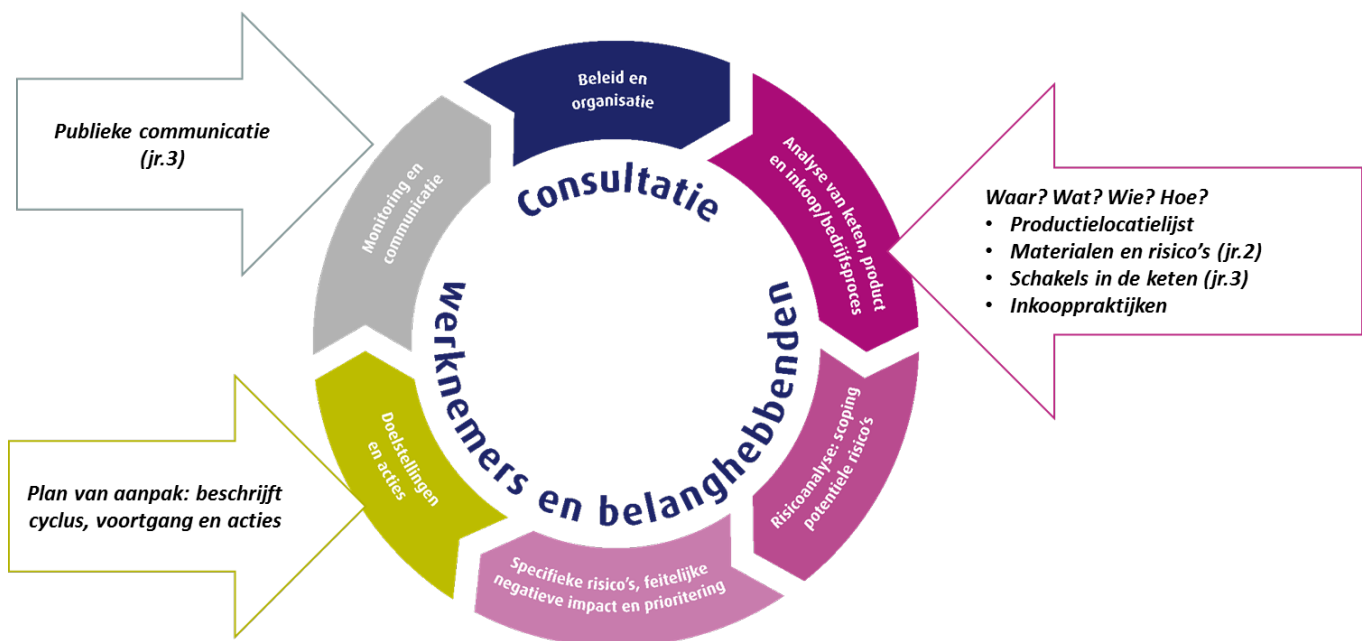 Publieke communicatie
(jr.3)
Beleid en
organisatie
Analyse van keten, product
en inkoop/bedrijfsproces
Waar? Wat? Wie? Hoe?
• Productielocatielijst
• Materialen en risico's (jr.2)
• Schakels in de keten (jr.3)
• Inkooppraktijken
Risicoanalyse: scoping
potentiele risico's
Specifieke risico's, feitelijke
negatieve impact en prioritering
Doelstellingen
en acties
Plan van aanpak: beschrijft
cyclus, voortgang en acties
Monitoring en
communicatie
Consultatie
werknemers en belanghebbenden